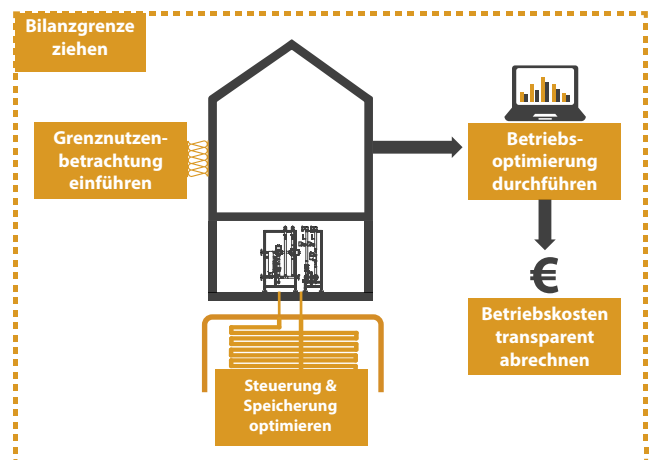 Bilanzgrenze
ziehen
Grenznutzen-
betrachtung
einführen
Betriebs-
optimierung
durchführen
€
Betriebskosten
transparent
abrechnen
Steuerung &
Speicherung
optimieren